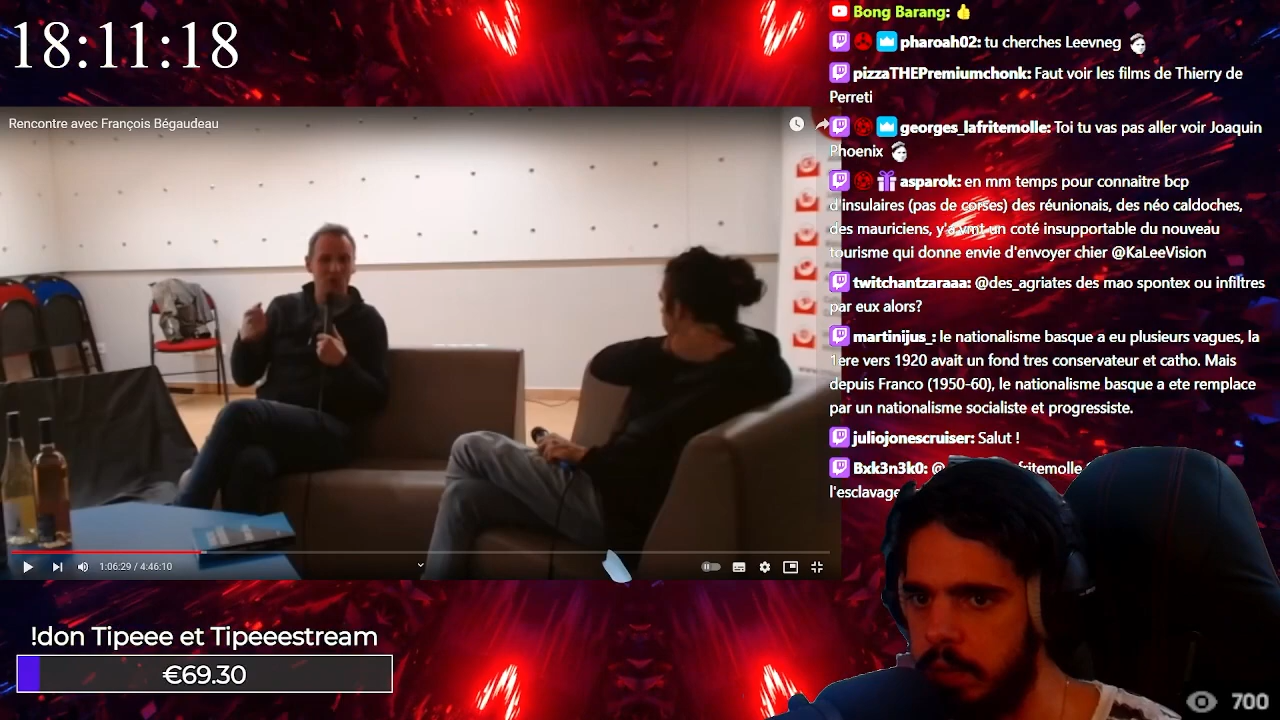 18:11:18
Rencontre avec François Bégaudeau
1:06:29 / 4:46:10
!don Tipeee et Tipeeestream
€69.30
Bong Barang: 👍
pharoah02: tu cherches Leevneg
pizzaTHEPremiumchonk: Faut voir les films de Thierry de
Perreti
georges_lafritemolle: Toi tu vas pas aller voir Joaquin
Phoenix
asparok: en mm temps pour connaitre bcp
d'insulaires (pas de corses) des réunionais, des néo caldoches,
des mauriciens, y'a vmt un coté insupportable du nouveau
tourisme qui donne envie d'envoyer chier @KaLeeVision
twitchantzaraaa: @des_agriates des mao spontex ou infiltres
par eux alors?
martinijus_: le nationalisme basque a eu plusieurs vagues, la
1ere vers 1920 avait un fond tres conservateur et catho. Mais
depuis Franco (1950-60), le nationalisme basque a ete remplace
par un nationalisme socialiste et progressiste.
juliojonescruiser: Salut !
Bxk3n3k0: @ fritemolle
l'esclavage
700